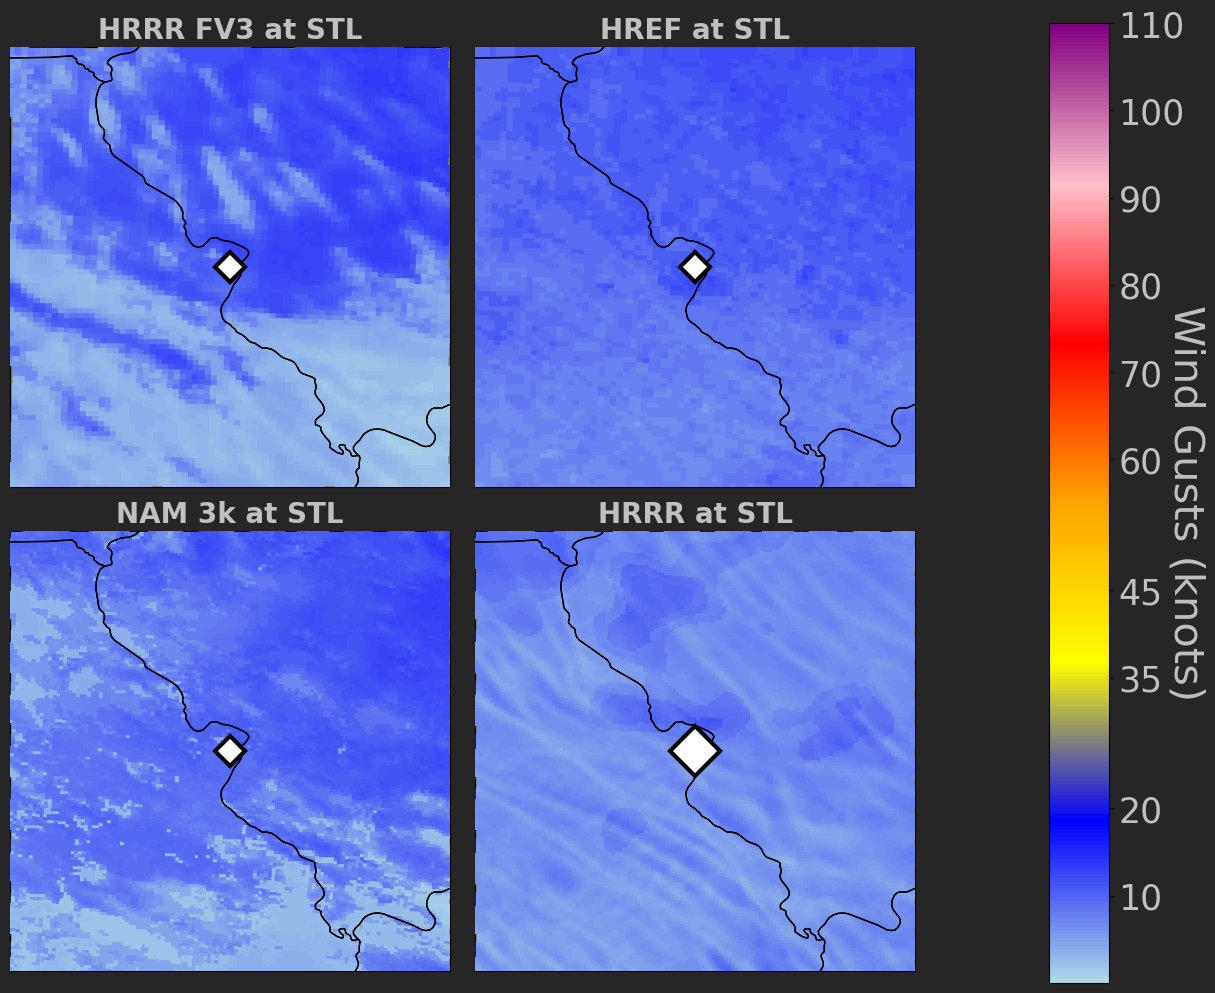 HRRR FV3 at STL
HREF at STL
NAM 3k at STL
HRRR at STL
110
100
90
80
70
60
45
35
20
10
Wind Gusts (knots)